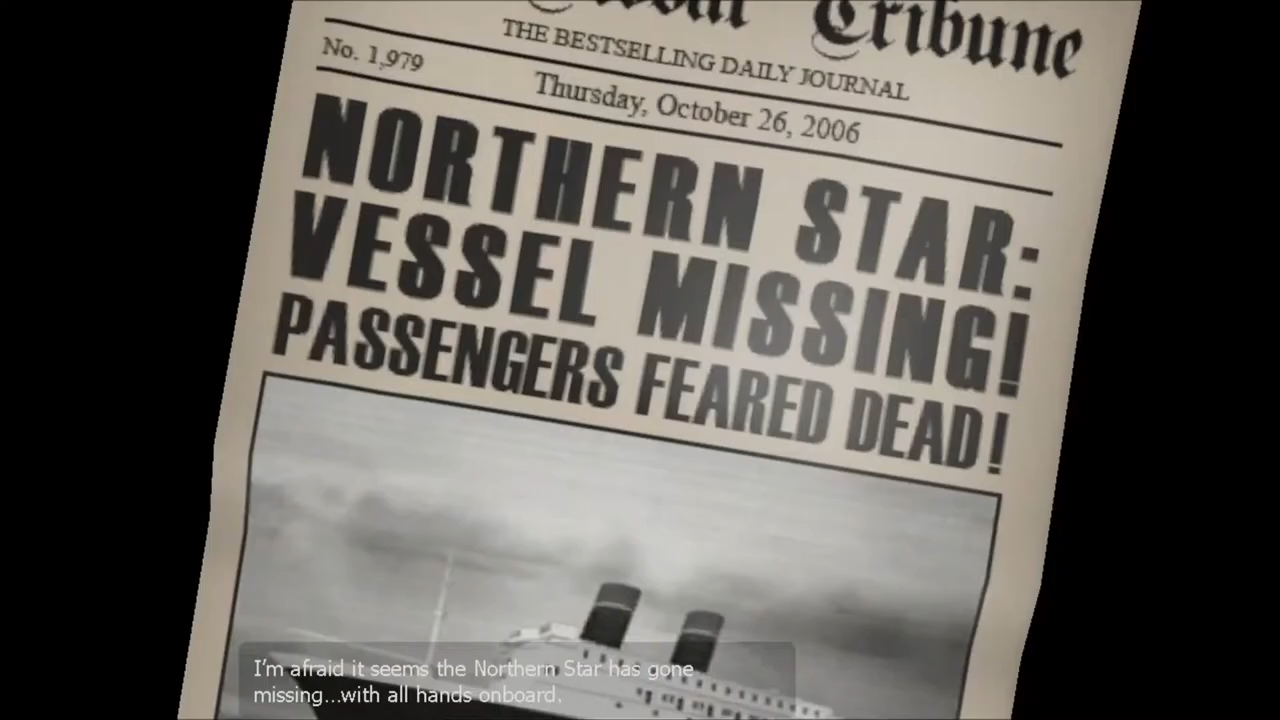 Tribune
THE BESTSELLING DAILY JOURNAL
No. 1,979
Thursday, October 26, 2006
NORTHERN STAR:
VESSEL MISSING!
PASSENGERS FEARED DEAD!
I'm afraid it seems the Northern Star has gone
missing...with all hands onboard.